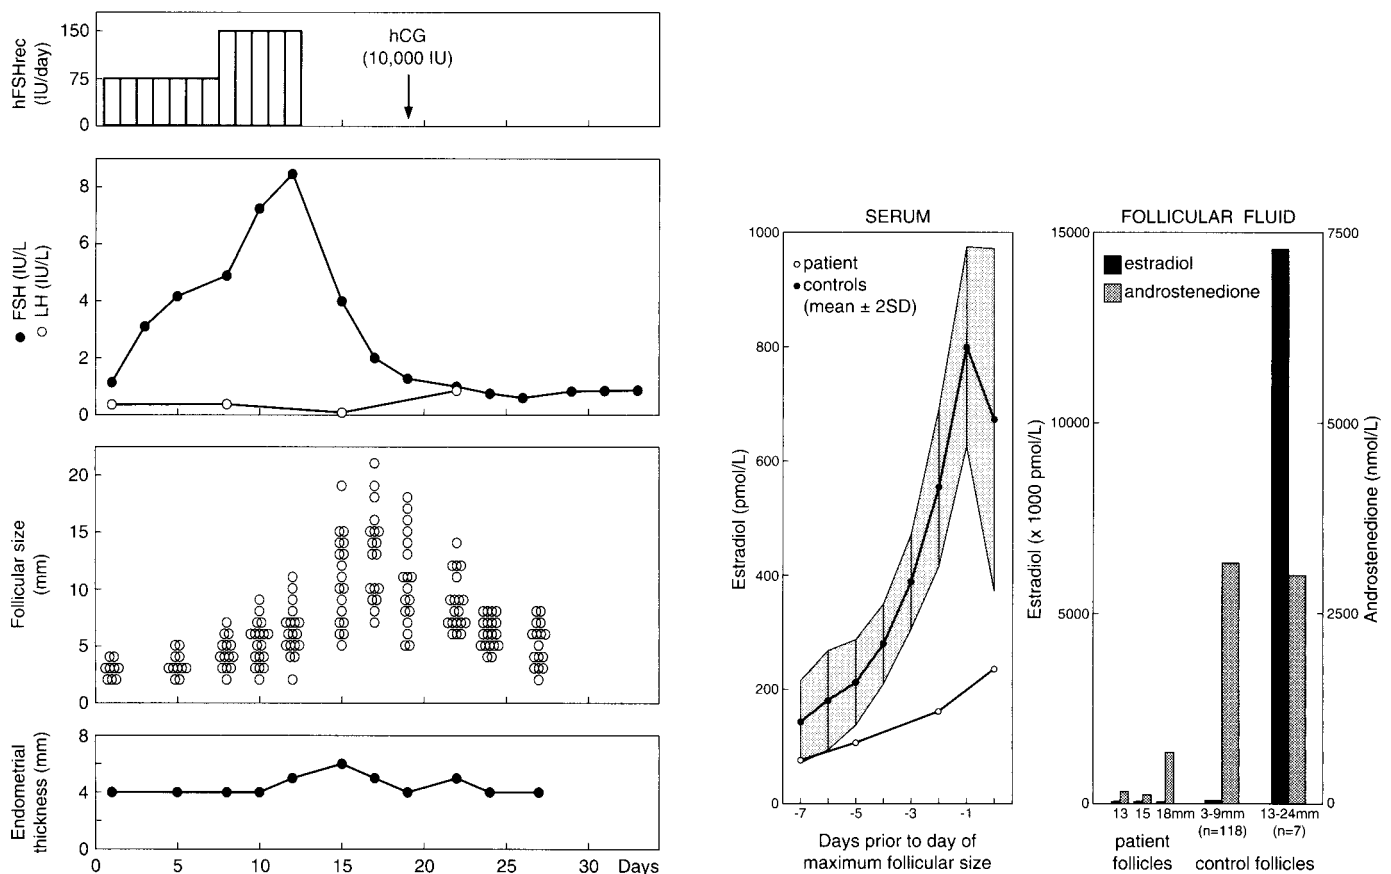 hFSHrec
(IU/day)
150
75
0
hCG
(10,000 IU)
● FSH (IU/L
○ LH (IU/L)
8
6
4
2
0
Follicular size
(mm)
20
15
10
5
0
Endometrial
thickness (mm)
8
4
0
0 5 10 15 20 25 30 Days
SERUM
Estradiol (pmol/L)
1000
800
600
400
200
0
patient
controls
(mean ± 2SD)
-7 -5 -3 -1
Days prior to day of
maximum follicular size
FOLLICULAR FLUID
Estradiol (x 1000 pmol/L)
15000
10000
5000
0
estradiol
androstenedione
7500
5000
2500
0
Androstenedione (nmol/L)
13 15 18mm 3-9mm 13-24mm
(n=118) (n=7)
patient
follicles
control follicles